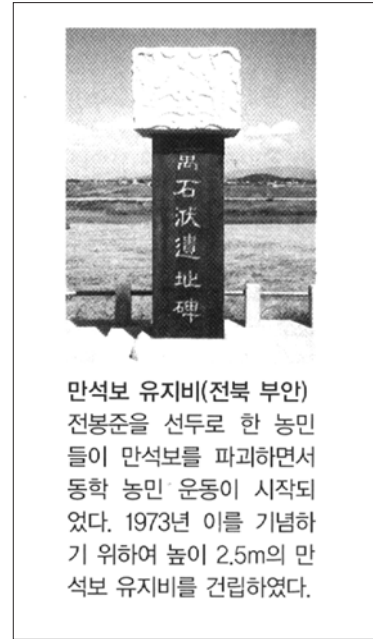 萬石洑遺址碑
만석보 유지비(전북 부안)
전봉준을 선두로 한 농민
들이 만석보를 파괴하면서
동학 농민 운동이 시작되
었다. 1973년 이를 기념하
기 위하여 높이 2.5m의 만
석보 유지비를 건립하였다.